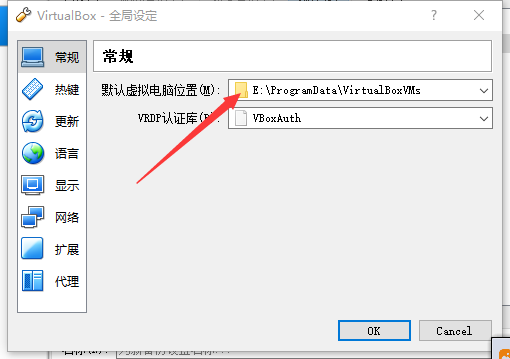 VirtualBox - 全局设定
常规
常规
默认虚拟电脑位置(M):
E:\ProgramData\VirtualBoxVMs
热键
VRDP认证库(
):
VBoxAuth
更新
语言
显示
网络
扩展
代理
OK
Cancel